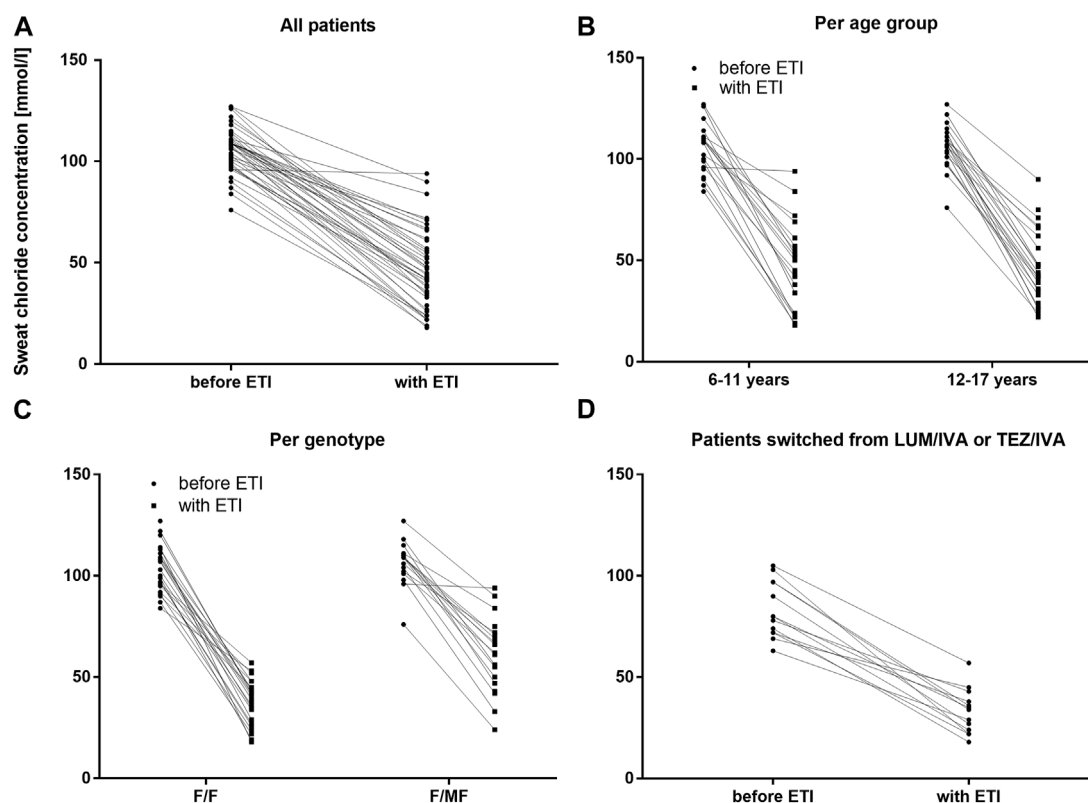 A
All patients
Sweat chloride concentration [mmol/l]
150
100
50
0
before ETI
with ETI
B
Per age group
before ETI
with ETI
150
100
50
0
6-11 years
12-17 years
C
Per genotype
before ETI
with ETI
150
100
50
0
F/F
F/MF
D
Patients switched from LUM/IVA or TEZ/IVA
150
100
50
0
before ETI
with ETI